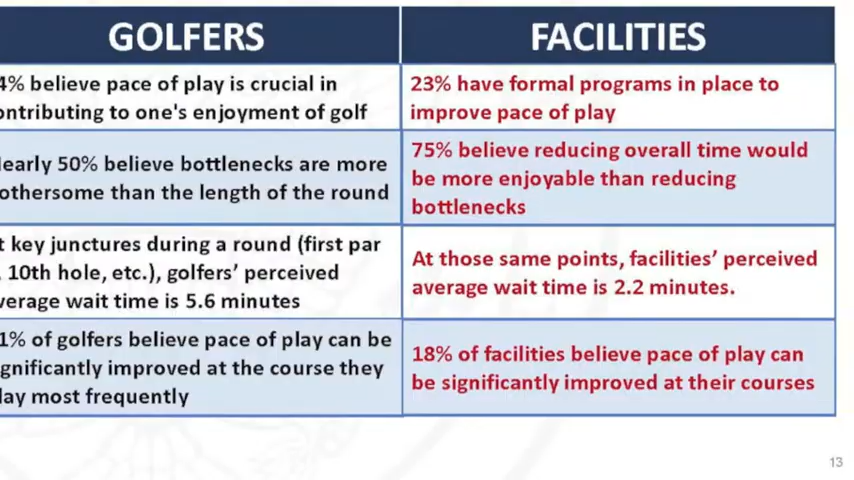 GOLFERS
FACILITIES
4% believe pace of play is crucial in
ontributing to one's enjoyment of golf
23% have formal programs in place to
improve pace of play
early 50% believe bottlenecks are more
othersome than the length of the round
75% believe reducing overall time would
be more enjoyable than reducing
bottlenecks
t key junctures during a round (first par
, 10th hole, etc.), golfers' perceived
verage wait time is 5.6 minutes
At those same points, facilities' perceived
average wait time is 2.2 minutes.
1% of golfers believe pace of play can be
gnificantly improved at the course they
lay most frequently
18% of facilities believe pace of play can
be significantly improved at their courses
13